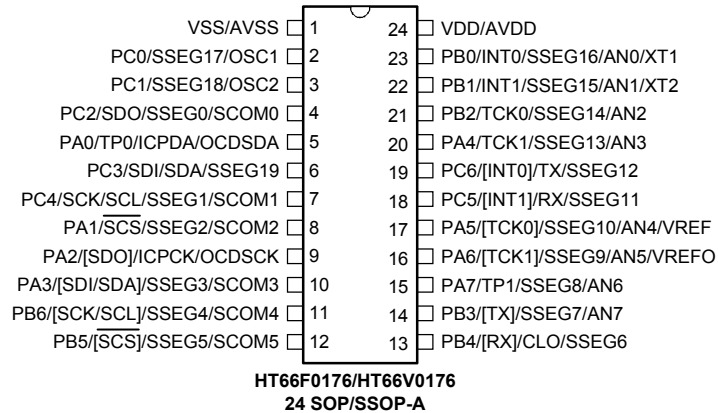 VSS/AVSS 1 24 VDD/AVDD
PC0/SSEG17/OSC1 2 23 PB0/INT0/SSEG16/AN0/XT1
PC1/SSEG18/OSC2 3 22 PB1/INT1/SSEG15/AN1/XT2
PC2/SDO/SSEG0/SCOM0 4 21 PB2/TCK0/SSEG14/AN2
PA0/TP0/ICPDA/OCDSDA 5 20 PA4/TCK1/SSEG13/AN3
PC3/SDI/SDA/SSEG19 6 19 PC6/[INT0]/TX/SSEG12
PC4/SCK/SCL/SSEG1/SCOM1 7 18 PC5/[INT1]/RX/SSEG11
PA1/SCS/SSEG2/SCOM2 8 17 PA5/[TCK0]/SSEG10/AN4/VREF
PA2/[SDO]/ICPCK/OCDSCK 9 16 PA6/[TCK1]/SSEG9/AN5/VREFO
PA3/[SDI/SDA]/SSEG3/SCOM3 10 15 PA7/TP1/SSEG8/AN6
PB6/[SCK/SCL]/SSEG4/SCOM4 11 14 PB3/[TX]/SSEG7/AN7
PB5/[SCS]/SSEG5/SCOM5 12 13 PB4/[RX]/CLO/SSEG6
HT66F0176/HT66V0176
24 SOP/SSOP-A